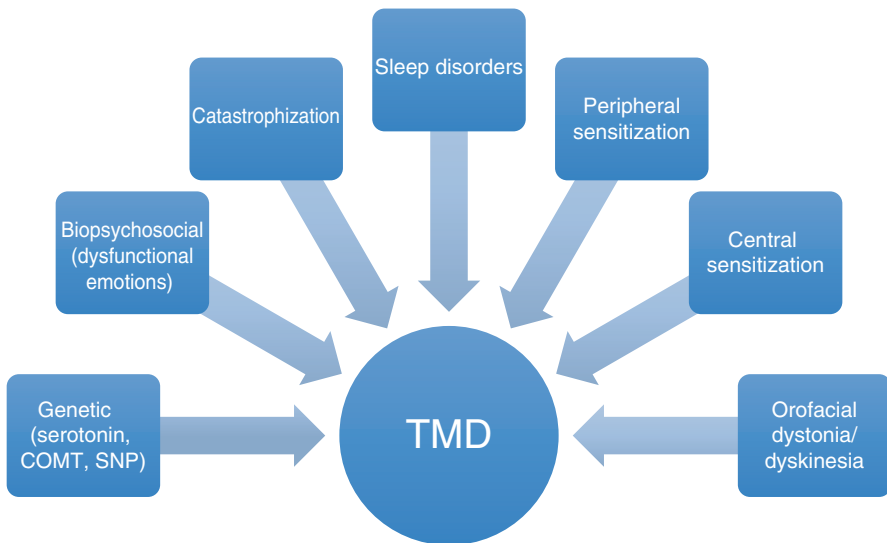 Sleep disorders
Catastrophization
Peripheral
sensitization
Biopsychosocial
(dysfunctional
emotions)
Central
sensitization
Genetic
(serotonin,
COMT, SNP)
TMD
Orofacial
dystonia/
dyskinesia